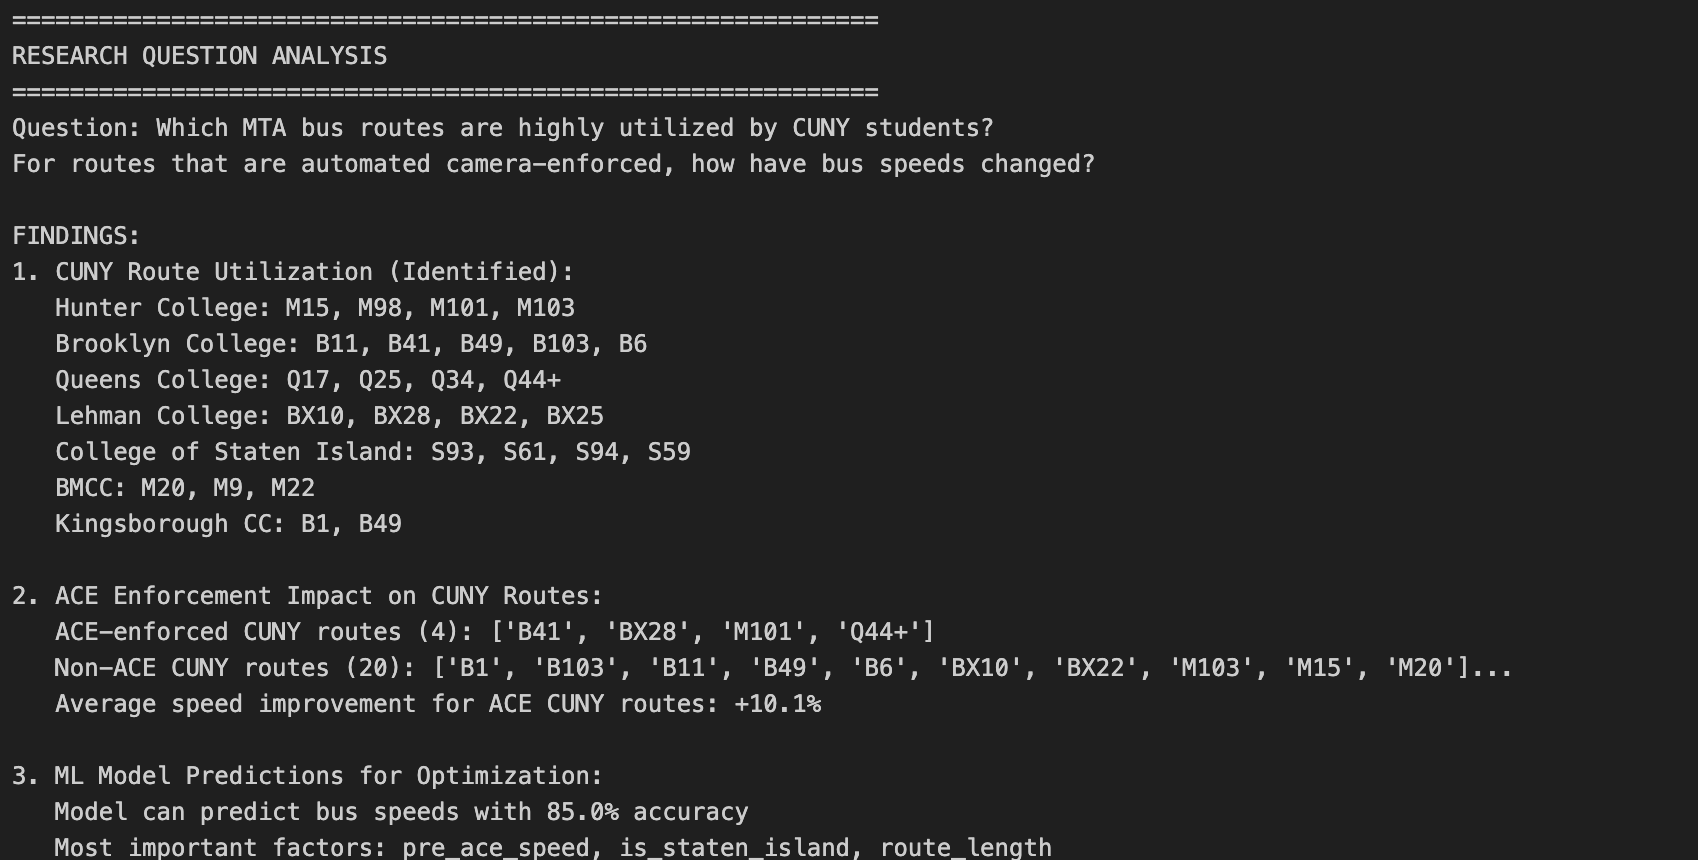 ============================================================
RESEARCH QUESTION ANALYSIS
============================================================
Question: Which MTA bus routes are highly utilized by CUNY students?
For routes that are automated camera-enforced, how have bus speeds changed?

FINDINGS:
1. CUNY Route Utilization (Identified):
   Hunter College: M15, M98, M101, M103
   Brooklyn College: B11, B41, B49, B103, B6
   Queens College: Q17, Q25, Q34, Q44+
   Lehman College: BX10, BX28, BX22, BX25
   College of Staten Island: S93, S61, S94, S59
   BMCC: M20, M9, M22
   Kingsborough CC: B1, B49

2. ACE Enforcement Impact on CUNY Routes:
   ACE-enforced CUNY routes (4): ['B41', 'BX28', 'M101', 'Q44+']
   Non-ACE CUNY routes (20): ['B1', 'B103', 'B11', 'B49', 'B6', 'BX10', 'BX22', 'M103', 'M15', 'M20']...
   Average speed improvement for ACE CUNY routes: +10.1%

3. ML Model Predictions for Optimization:
   Model can predict bus speeds with 85.0% accuracy
   Most important factors: pre_ace_speed, is_staten_island, route_length